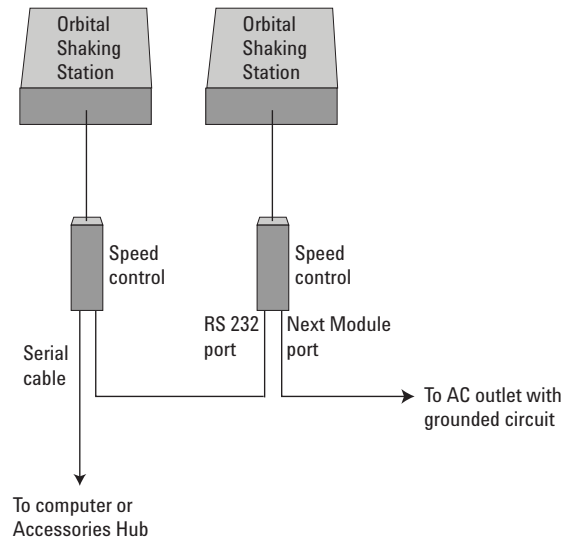 Orbital
Shaking
Station
Orbital
Shaking
Station
Speed
control
Speed
control
RS 232
port
Next Module
port
Serial
cable
To AC outlet with
grounded circuit
To computer or
Accessories Hub